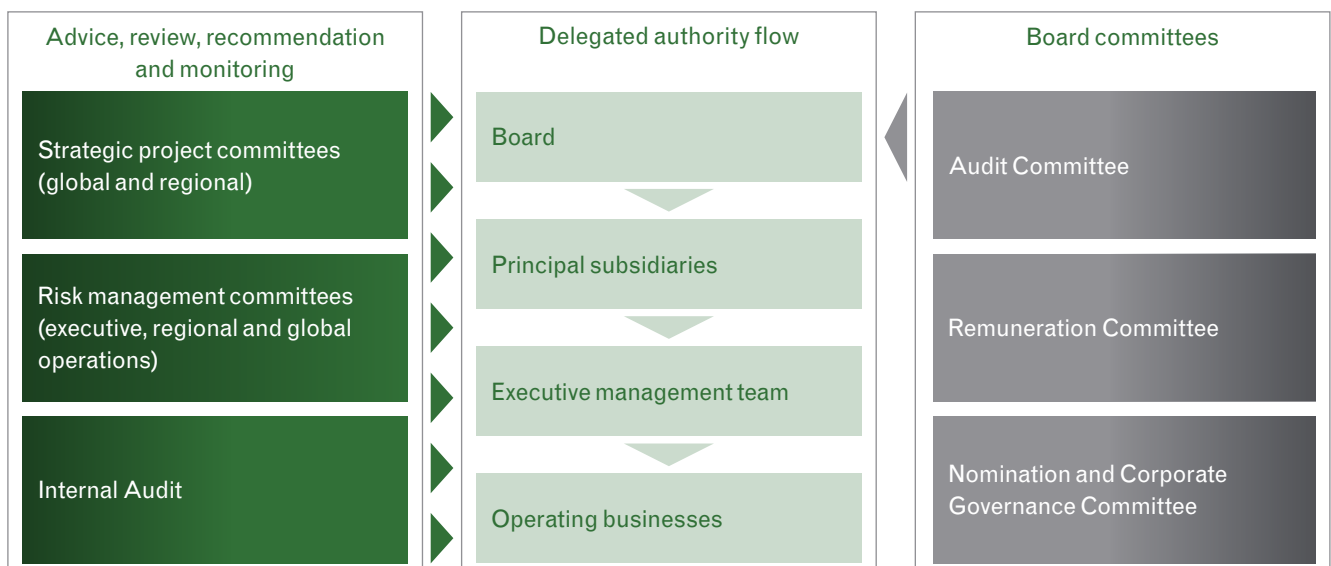 Advice, review, recommendation
and monitoring
Strategic project committees
(global and regional)
Risk management committees
(executive, regional and global
operations)
Internal Audit
Delegated authority flow
Board
Principal subsidiaries
Executive management team
Operating businesses
Board committees
Audit Committee
Remuneration Committee
Nomination and Corporate
Governance Committee